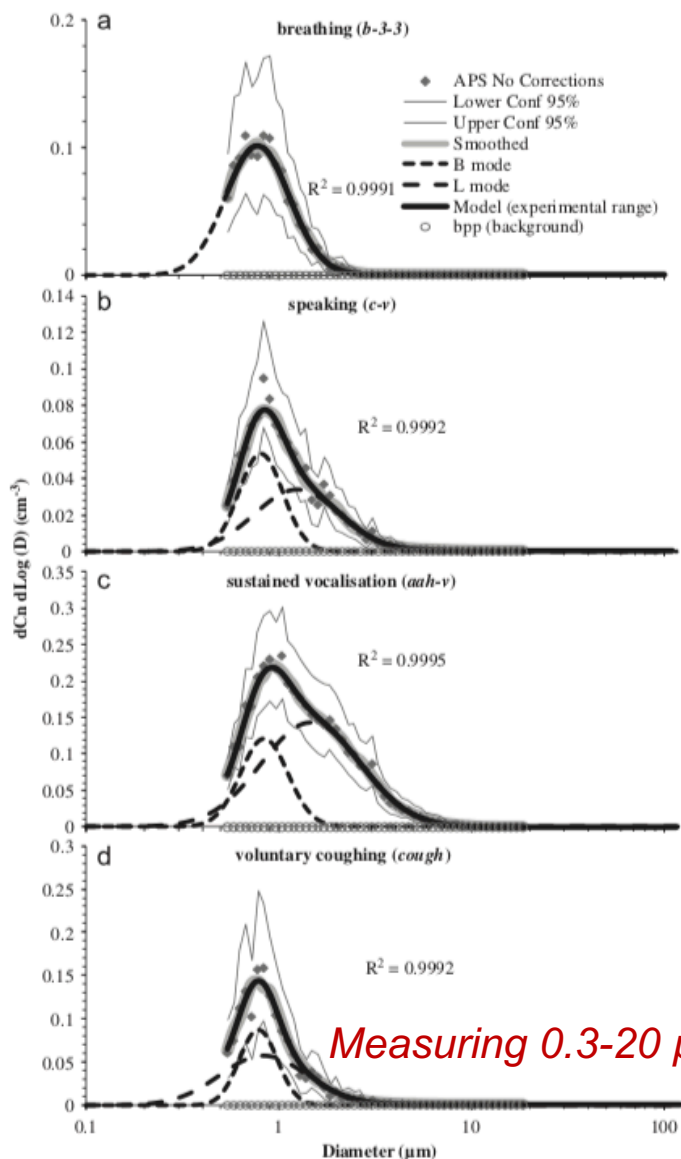 a
breathing (b-3-3)
0.2
0.1
0
APS No Corrections
Lower Conf 95%
Upper Conf 95%
Smoothed
B mode
L mode
Model (experimental range)
bpp (background)
R² = 0.9991
b
speaking (c-v)
0.14
0.12
0.1
0.08
0.06
0.04
0.02
0
R² = 0.9992
dCn dLog (D) (cm⁻³)
c
sustained vocalisation (aah-v)
0.35
0.3
0.25
0.2
0.15
0.1
0.05
0
R² = 0.9995
d
voluntary coughing (cough)
0.3
0.25
0.2
0.15
0.1
0.05
0
R² = 0.9992
Measuring 0.3-20
0.1 1 10 100
Diameter (µm)